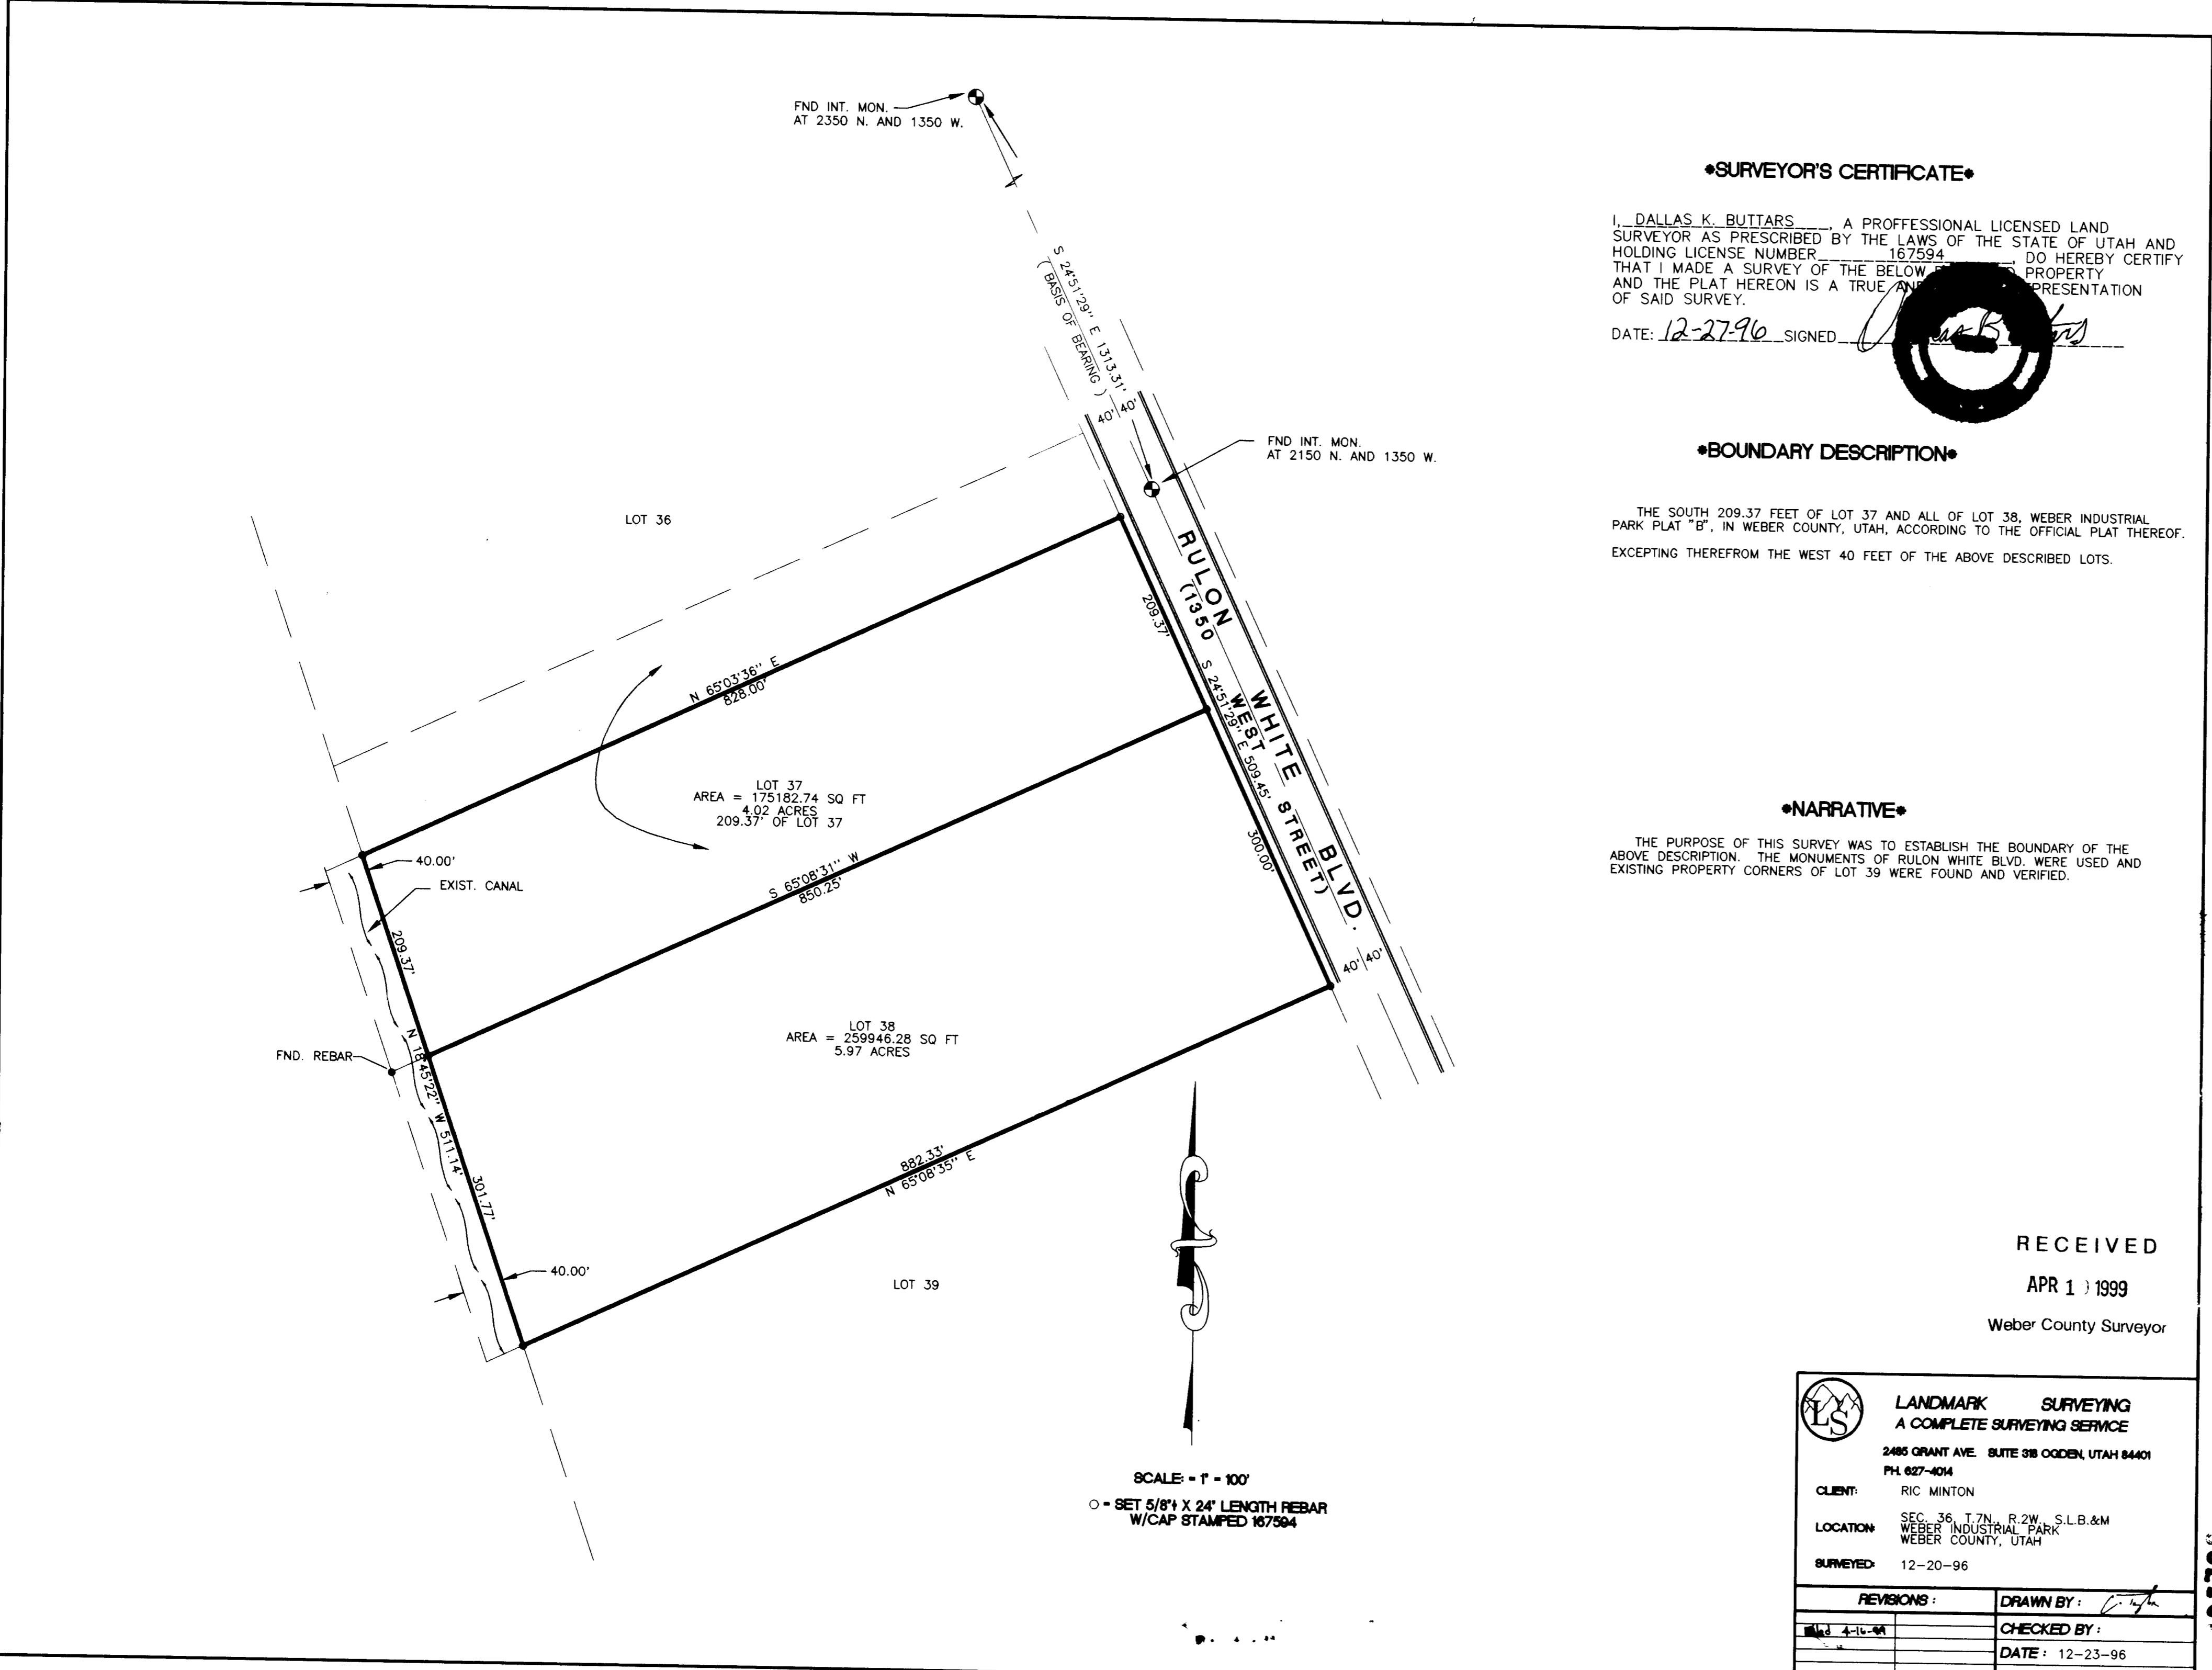 FND INT. MON.
AT 2350 N. AND 1350 W.
S 24°51'29'' E 1313.31'
( BASIS OF BEARING )
40' 40'
FND INT. MON.
AT 2150 N. AND 1350 W.
LOT 36
RULON WHITE BLVD.
(1350 WEST STREET)
209.37'
S 24°51'29'' E 509.45'
300.00'
40' 40'
N 65°03'36'' E
828.00'
LOT 37
AREA = 175182.74 SQ FT
4.02 ACRES
209.37' OF LOT 37
40.00'
EXIST. CANAL
S 65°08'31'' W
850.25'
209.37'
FND. REBAR
N 18°45'22'' W 511.14'
301.77'
LOT 38
AREA = 259946.28 SQ FT
5.97 ACRES
882.33'
N 65°08'35'' E
40.00'
LOT 39
SCALE: = 1" = 100'
○ = SET 5/8" X 24" LENGTH REBAR
W/CAP STAMPED 167594
*SURVEYOR'S CERTIFICATE*
I, DALLAS K. BUTTARS, A PROFFESSIONAL LICENSED LAND
SURVEYOR AS PRESCRIBED BY THE LAWS OF THE STATE OF UTAH AND
HOLDING LICENSE NUMBER 167594, DO HEREBY CERTIFY
THAT I MADE A SURVEY OF THE BELOW PROPERTY
AND THE PLAT HEREON IS A TRUE AND
OF SAID SURVEY.
DATE: 12-27-96 SIGNED
*BOUNDARY DESCRIPTION*
THE SOUTH 209.37 FEET OF LOT 37 AND ALL OF LOT 38, WEBER INDUSTRIAL
PARK PLAT "B", IN WEBER COUNTY, UTAH, ACCORDING TO THE OFFICIAL PLAT THEREOF.
EXCEPTING THEREFROM THE WEST 40 FEET OF THE ABOVE DESCRIBED LOTS.
*NARRATIVE*
THE PURPOSE OF THIS SURVEY WAS TO ESTABLISH THE BOUNDARY OF THE
ABOVE DESCRIPTION. THE MONUMENTS OF RULON WHITE BLVD. WERE USED AND
EXISTING PROPERTY CORNERS OF LOT 39 WERE FOUND AND VERIFIED.
RECEIVED
APR 1 1999
Weber County Surveyor
LS
LANDMARK SURVEYING
A COMPLETE SURVEYING SERVICE
2485 GRANT AVE. SUITE 318 OGDEN, UTAH 84401
PH. 627-4014
CLIENT: RIC MINTON
LOCATION: SEC. 36, T.7N., R.2W., S.L.B.&M
WEBER INDUSTRIAL PARK
WEBER COUNTY, UTAH
SURVEYED: 12-20-96
REVISIONS :
4-16-99
DRAWN BY :
CHECKED BY :
DATE : 12-23-96